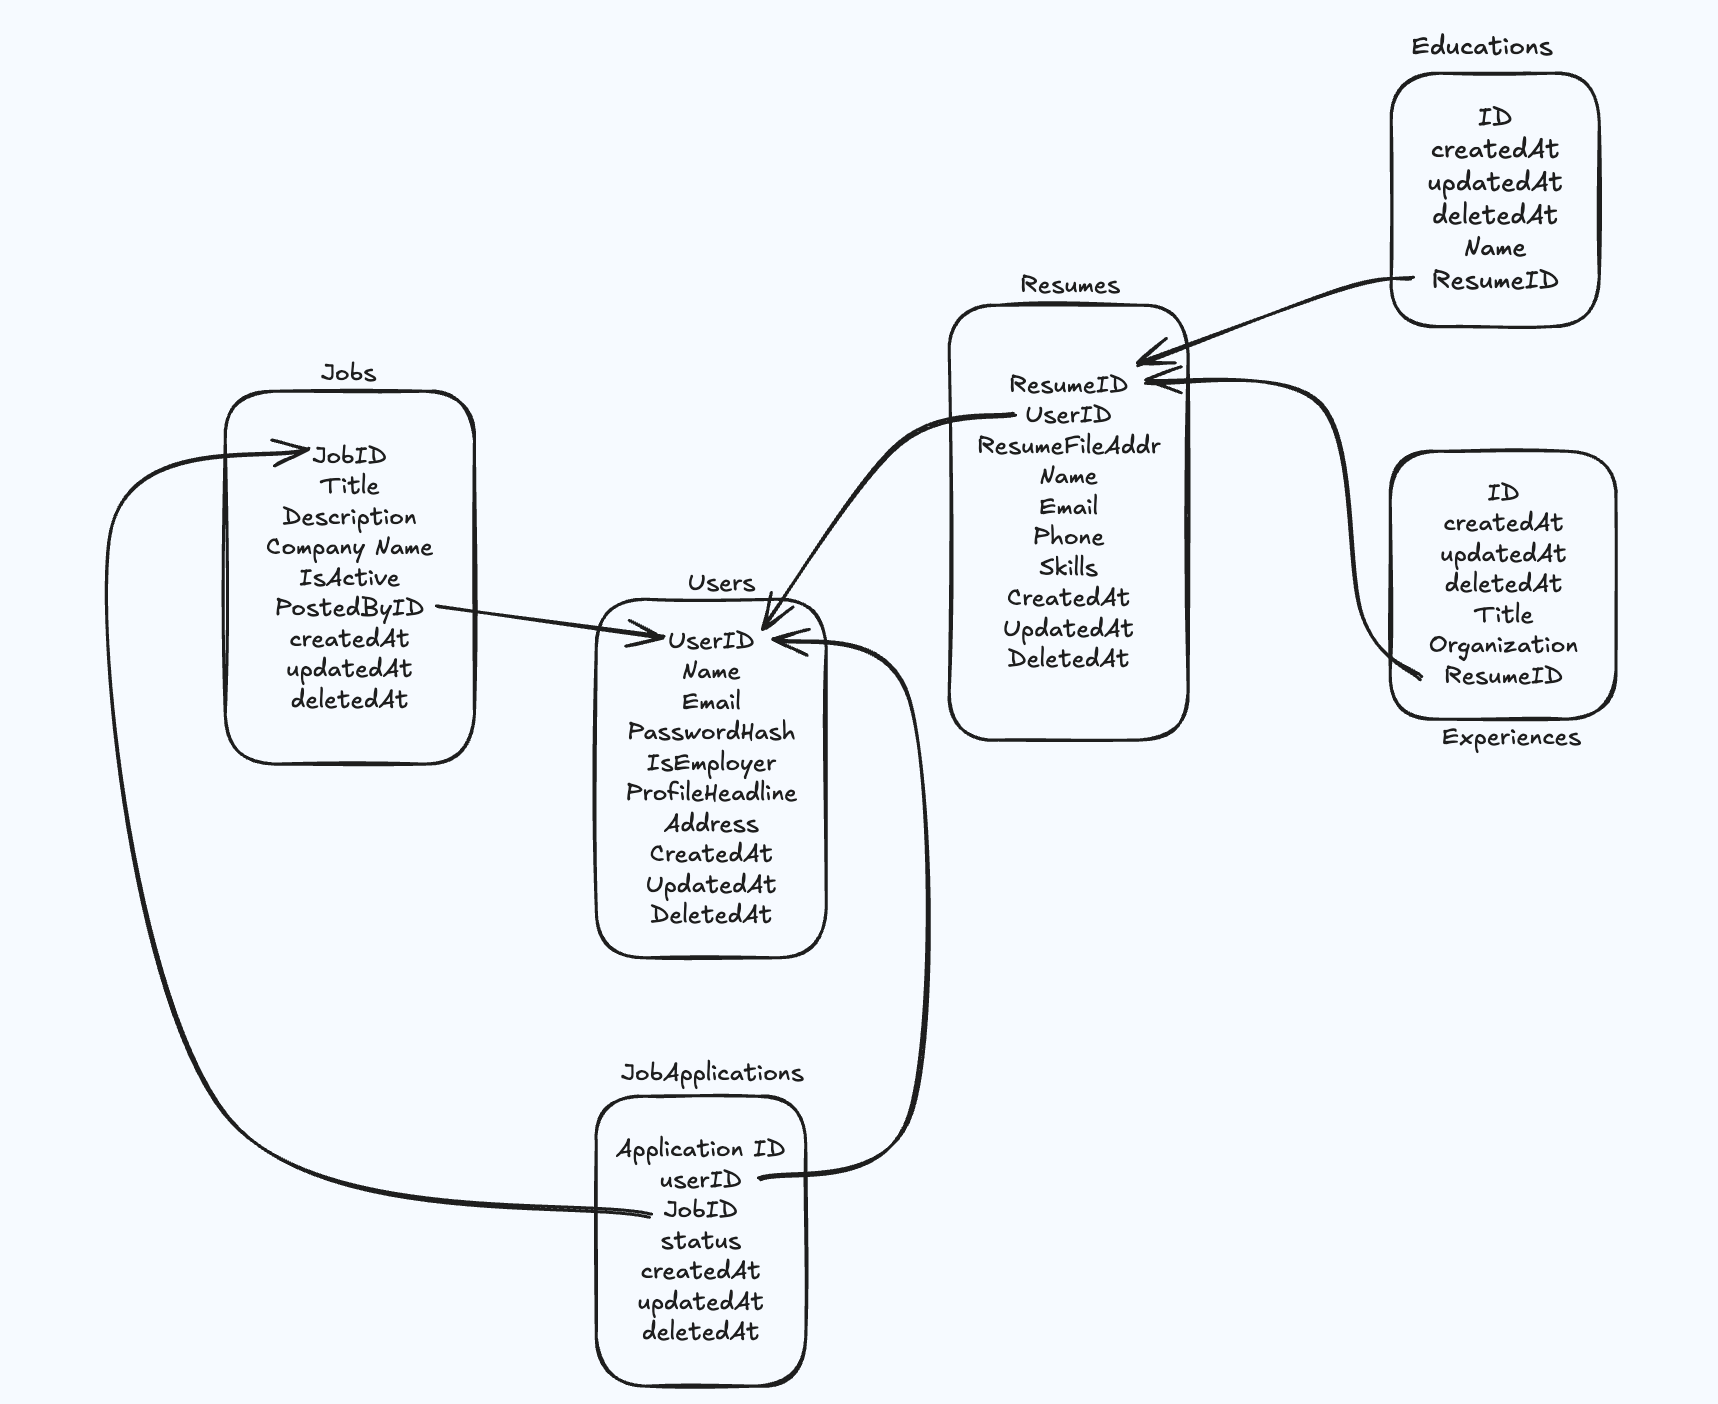 Educations
ID
createdAt
updatedAt
deletedAt
Name
ResumeID
Resumes
ResumeID
UserID
ResumeFileAddr
Name
Email
Phone
Skills
CreatedAt
UpdatedAt
DeletedAt
Jobs
JobID
Title
Description
Company Name
IsActive
PostedByID
createdAt
updatedAt
deletedAt
ID
createdAt
updatedAt
deletedAt
Title
Organization
ResumeID
Experiences
Users
UserID
Name
Email
PasswordHash
IsEmployer
ProfileHeadline
Address
CreatedAt
UpdatedAt
DeletedAt
JobApplications
Application ID
userID
JobID
status
createdAt
updatedAt
deletedAt